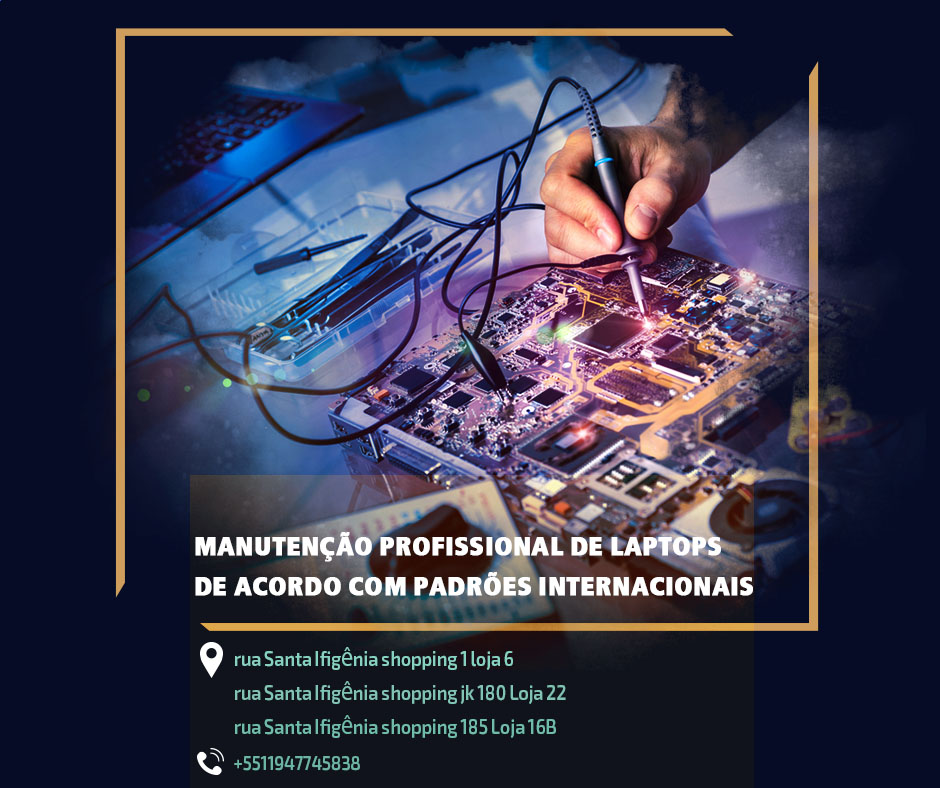 MANUTENÇÃO PROFISSIONAL DE LAPTOPS
DE ACORDO COM PADRÕES INTERNACIONAIS
rua Santa Ifigênia shopping 1 loja 6
rua Santa Ifigênia shopping jk 180 Loja 22
rua Santa Ifigênia shopping 185 Loja 16B
+5511947745838